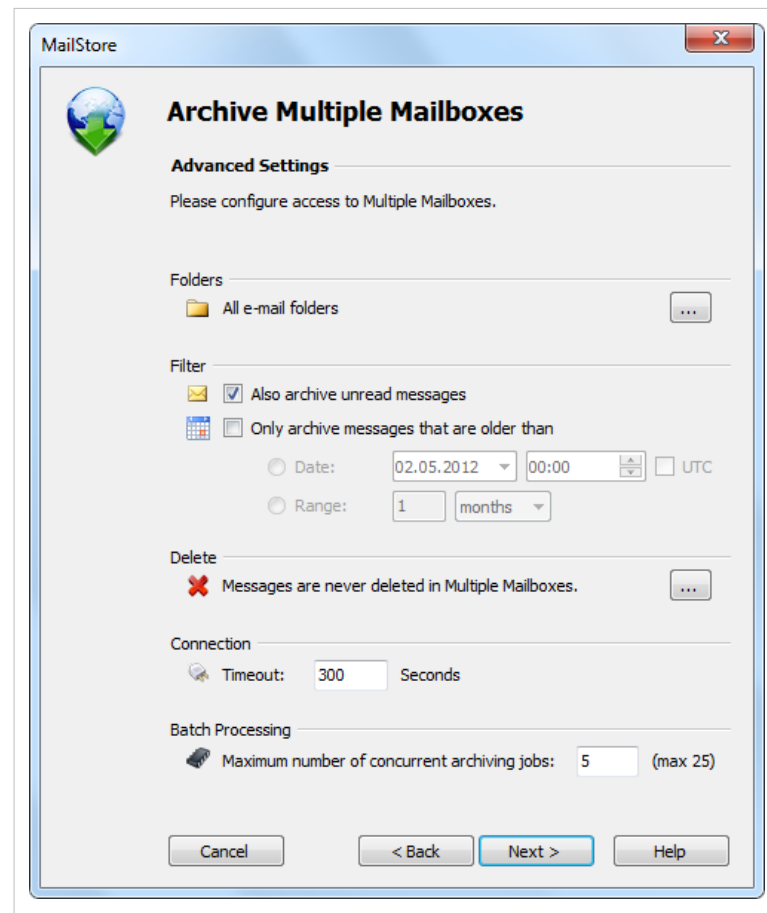 MailStore
Archive Multiple Mailboxes
Advanced Settings
Please configure access to Multiple Mailboxes.
Folders
All e-mail folders
...
Filter
Also archive unread messages
Only archive messages that are older than
Date: 02.05.2012 00:00 UTC
Range: 1 months
Delete
Messages are never deleted in Multiple Mailboxes. ...
Connection
Timeout: 300 Seconds
Batch Processing
Maximum number of concurrent archiving jobs: 5 (max 25)
Cancel < Back Next > Help